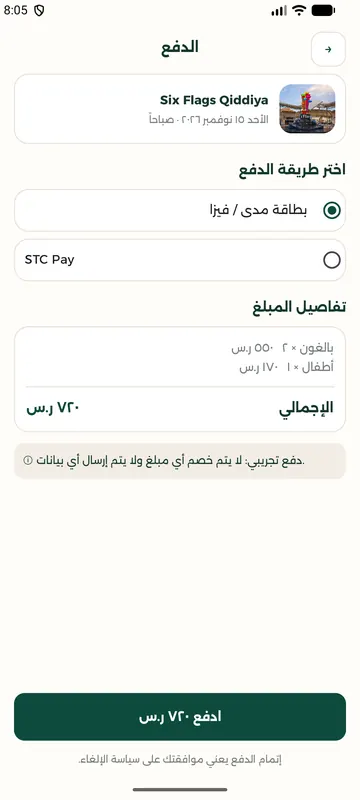 8:05
الدفع
Six Flags Qiddiya
الأحد ١٥ نوفمبر ٢٠٢٦ · صباحاً
اختر طريقة الدفع
بطاقة مدى / فيزا
STC Pay
تفاصيل المبلغ
بالغون × ٢ ٥٥٠ ر.س
أطفال × ١ ١٧٠ ر.س
الإجمالي ٧٢٠ ر.س
دفع تجريبي: لا يتم خصم أي مبلغ ولا يتم إرسال أي بيانات.
ادفع ٧٢٠ ر.س
إتمام الدفع يعني موافقتك على سياسة الإلغاء.